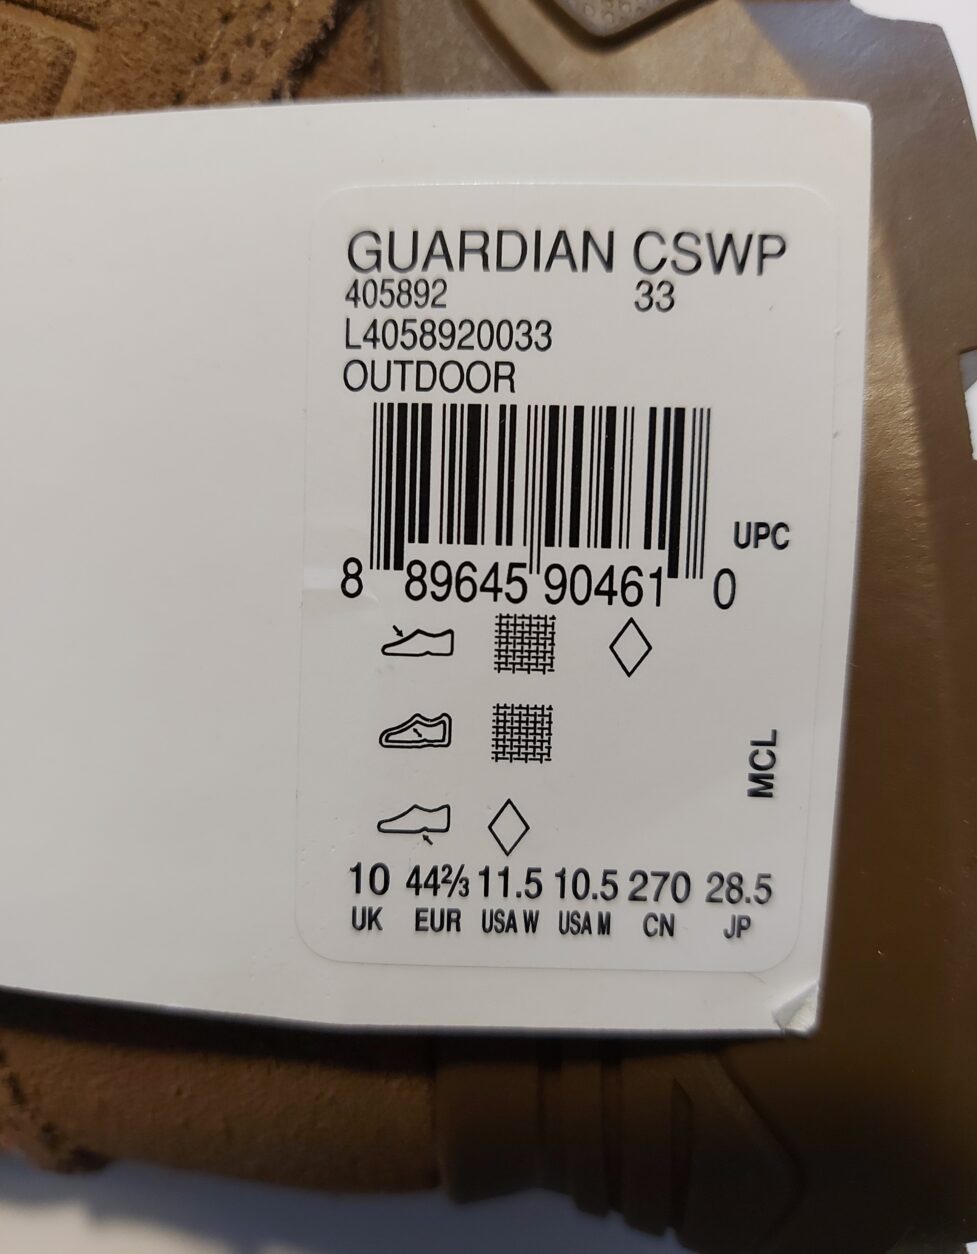 GUARDIAN CSWP
405892 33
L4058920033
OUTDOOR
UPC
8 89645 90461 0
MCL
10 44⅔ 11.5 10.5 270 28.5
UK EUR USA W USA M CN JP